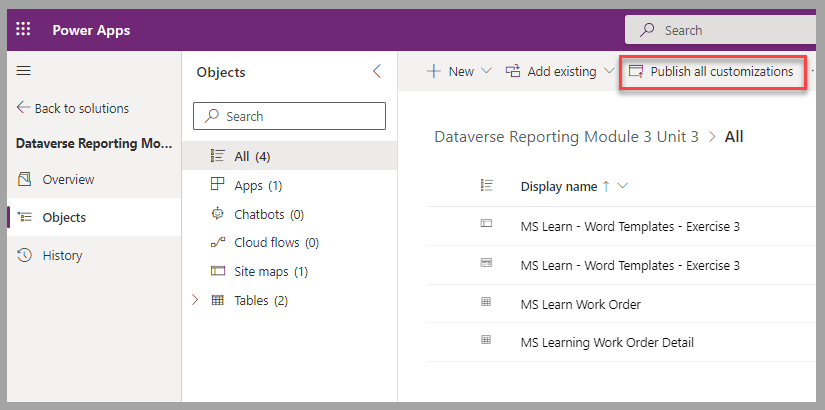 Power Apps
Search
Back to solutions
Dataverse Reporting Mo...
Overview
Objects
History
Objects
Search
All (4)
Apps (1)
Chatbots (0)
Cloud flows (0)
Site maps (1)
Tables (2)
New
Add existing
Publish all customizations
Dataverse Reporting Module 3 Unit 3 > All
Display name ↑
MS Learn - Word Templates - Exercise 3
MS Learn - Word Templates - Exercise 3
MS Learn Work Order
MS Learning Work Order Detail